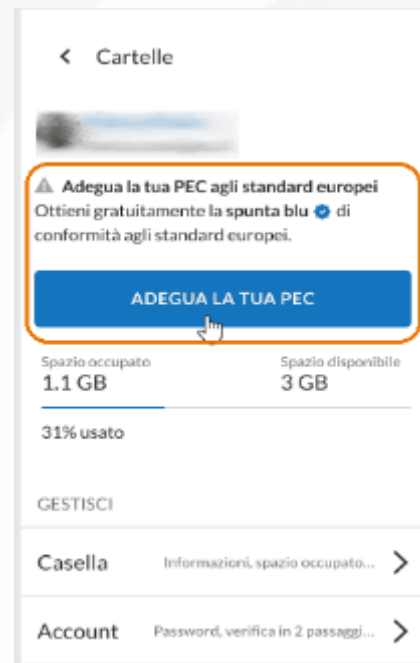 Cartelle
Adegua la tua PEC agli standard europei
Ottieni gratuitamente la spunta blu di
conformità agli standard europei.
ADEGUA LA TUA PEC
Spazio occupato Spazio disponibile
1.1 GB 3 GB
31% usato
GESTISCI
Casella Informazioni, spazio occupato...
Account Password, verifica in 2 passaggi...